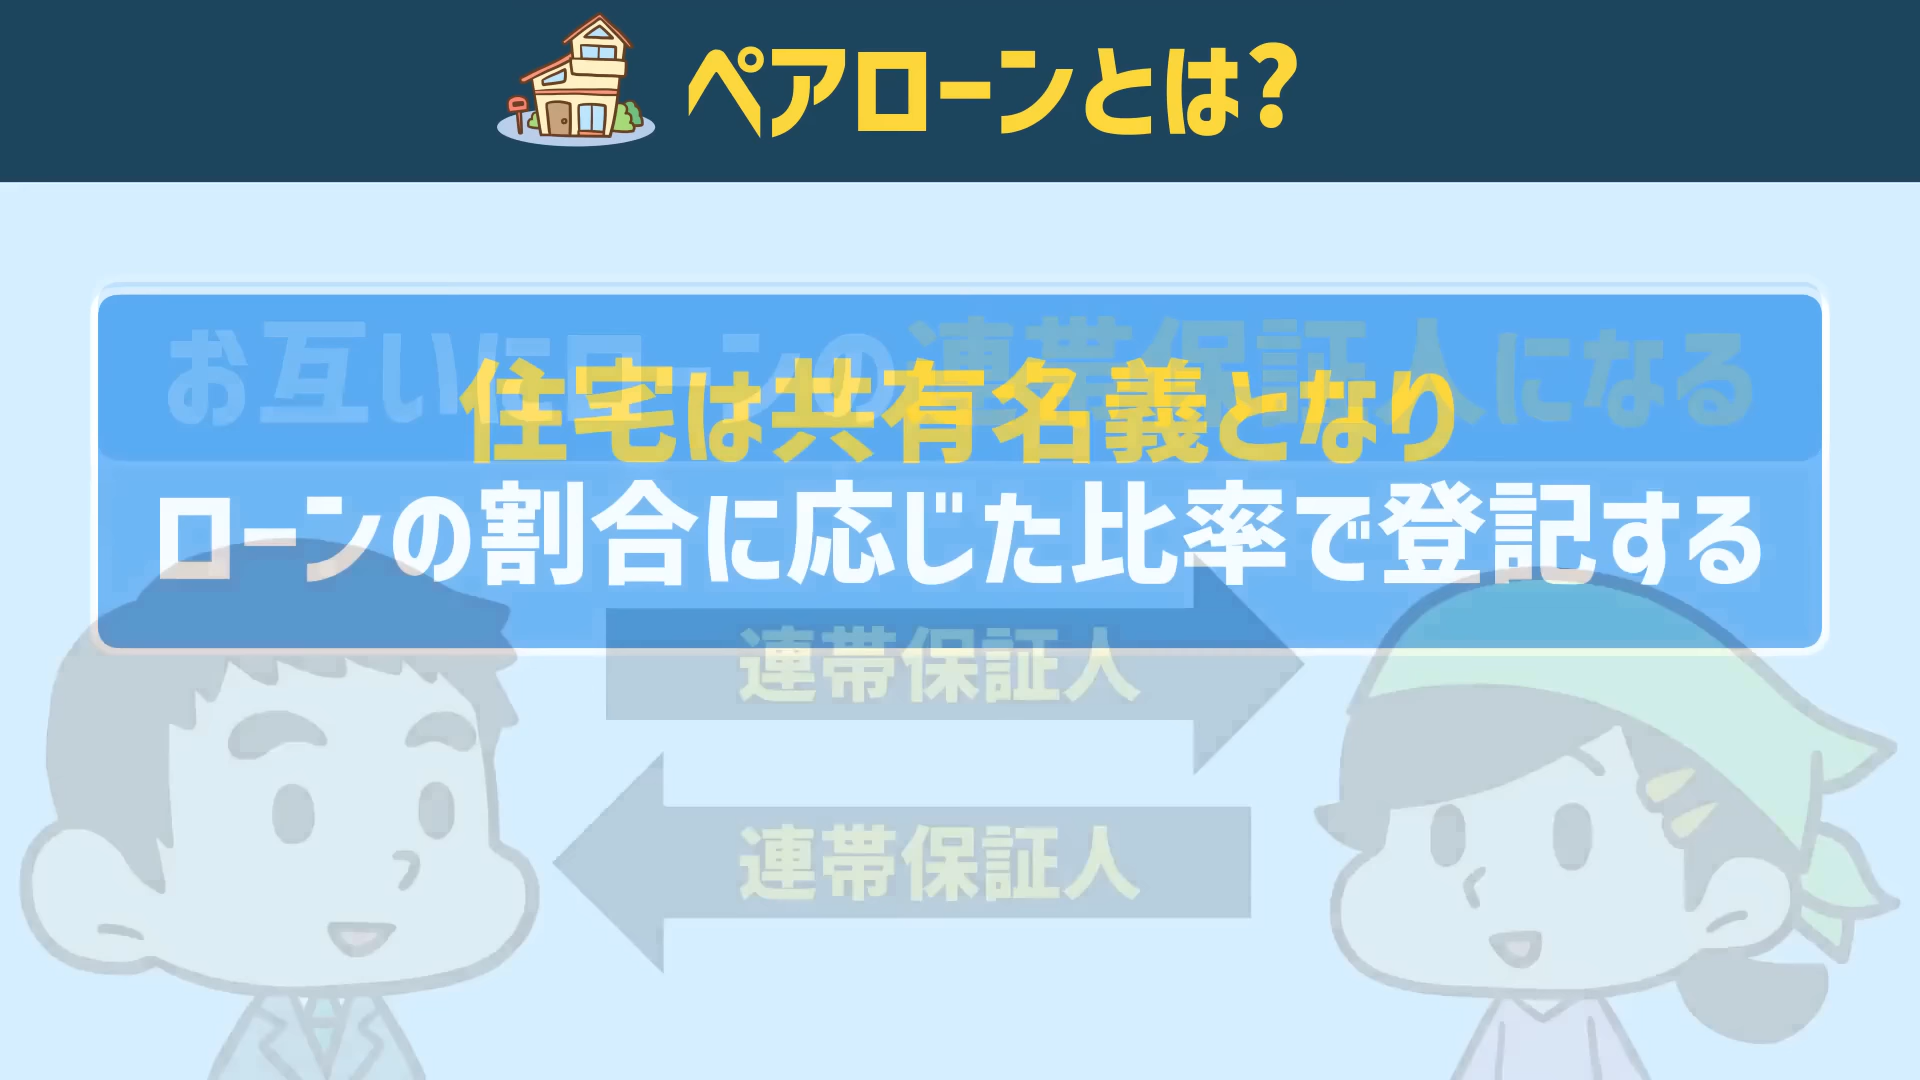 ペアローンとは?
お互いにローンの連帯保証人になる
住宅は共有名義となり
ローンの割合に応じた比率で登記する
連帯保証人
連帯保証人